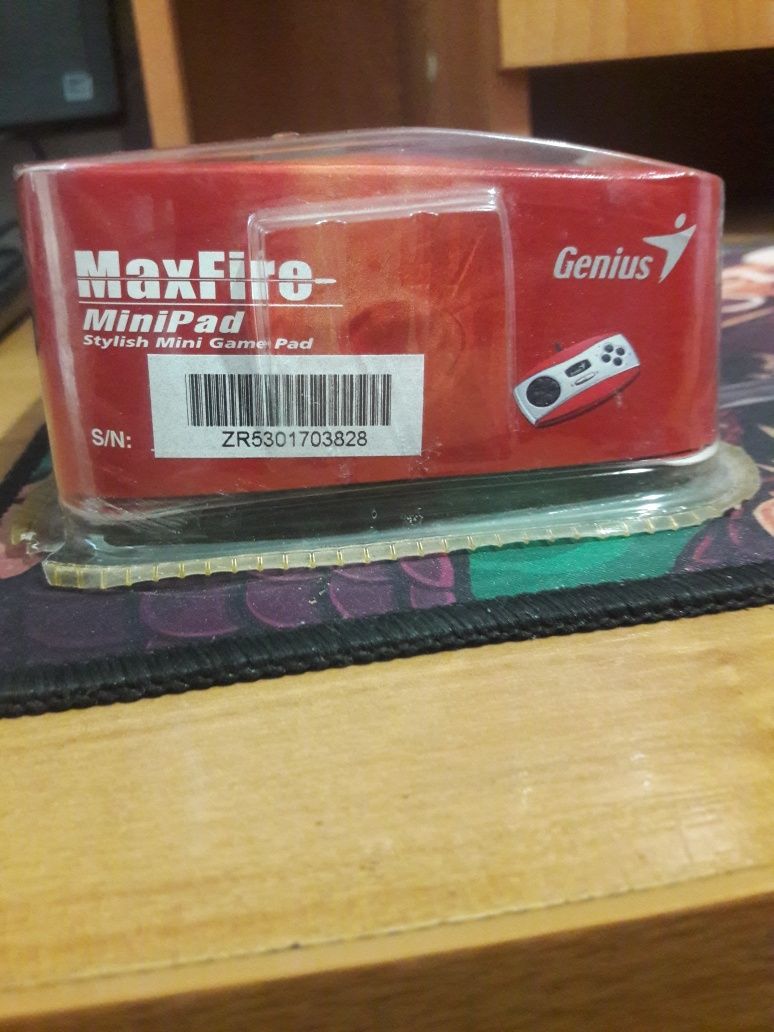 MaxFire
Genius
MiniPad
Stylish Mini Game Pad
S/N:
ZR5301703828